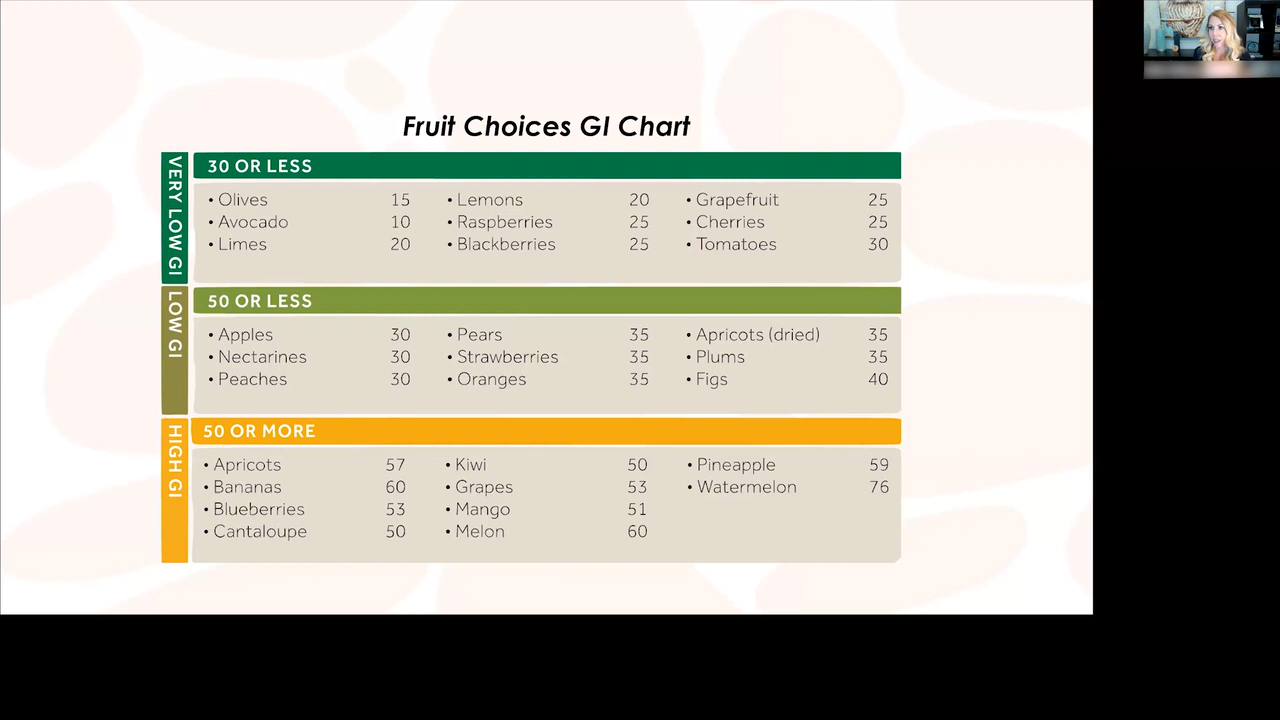 Fruit Choices GI Chart
VERY LOW GI
30 OR LESS
• Olives 15 • Lemons 20 • Grapefruit 25
• Avocado 10 • Raspberries 25 • Cherries 25
• Limes 20 • Blackberries 25 • Tomatoes 30
LOW GI
50 OR LESS
• Apples 30 • Pears 35 • Apricots (dried) 35
• Nectarines 30 • Strawberries 35 • Plums 35
• Peaches 30 • Oranges 35 • Figs 40
HIGH GI
50 OR MORE
• Apricots 57 • Kiwi 50 • Pineapple 59
• Bananas 60 • Grapes 53 • Watermelon 76
• Blueberries 53 • Mango 51
• Cantaloupe 50 • Melon 60